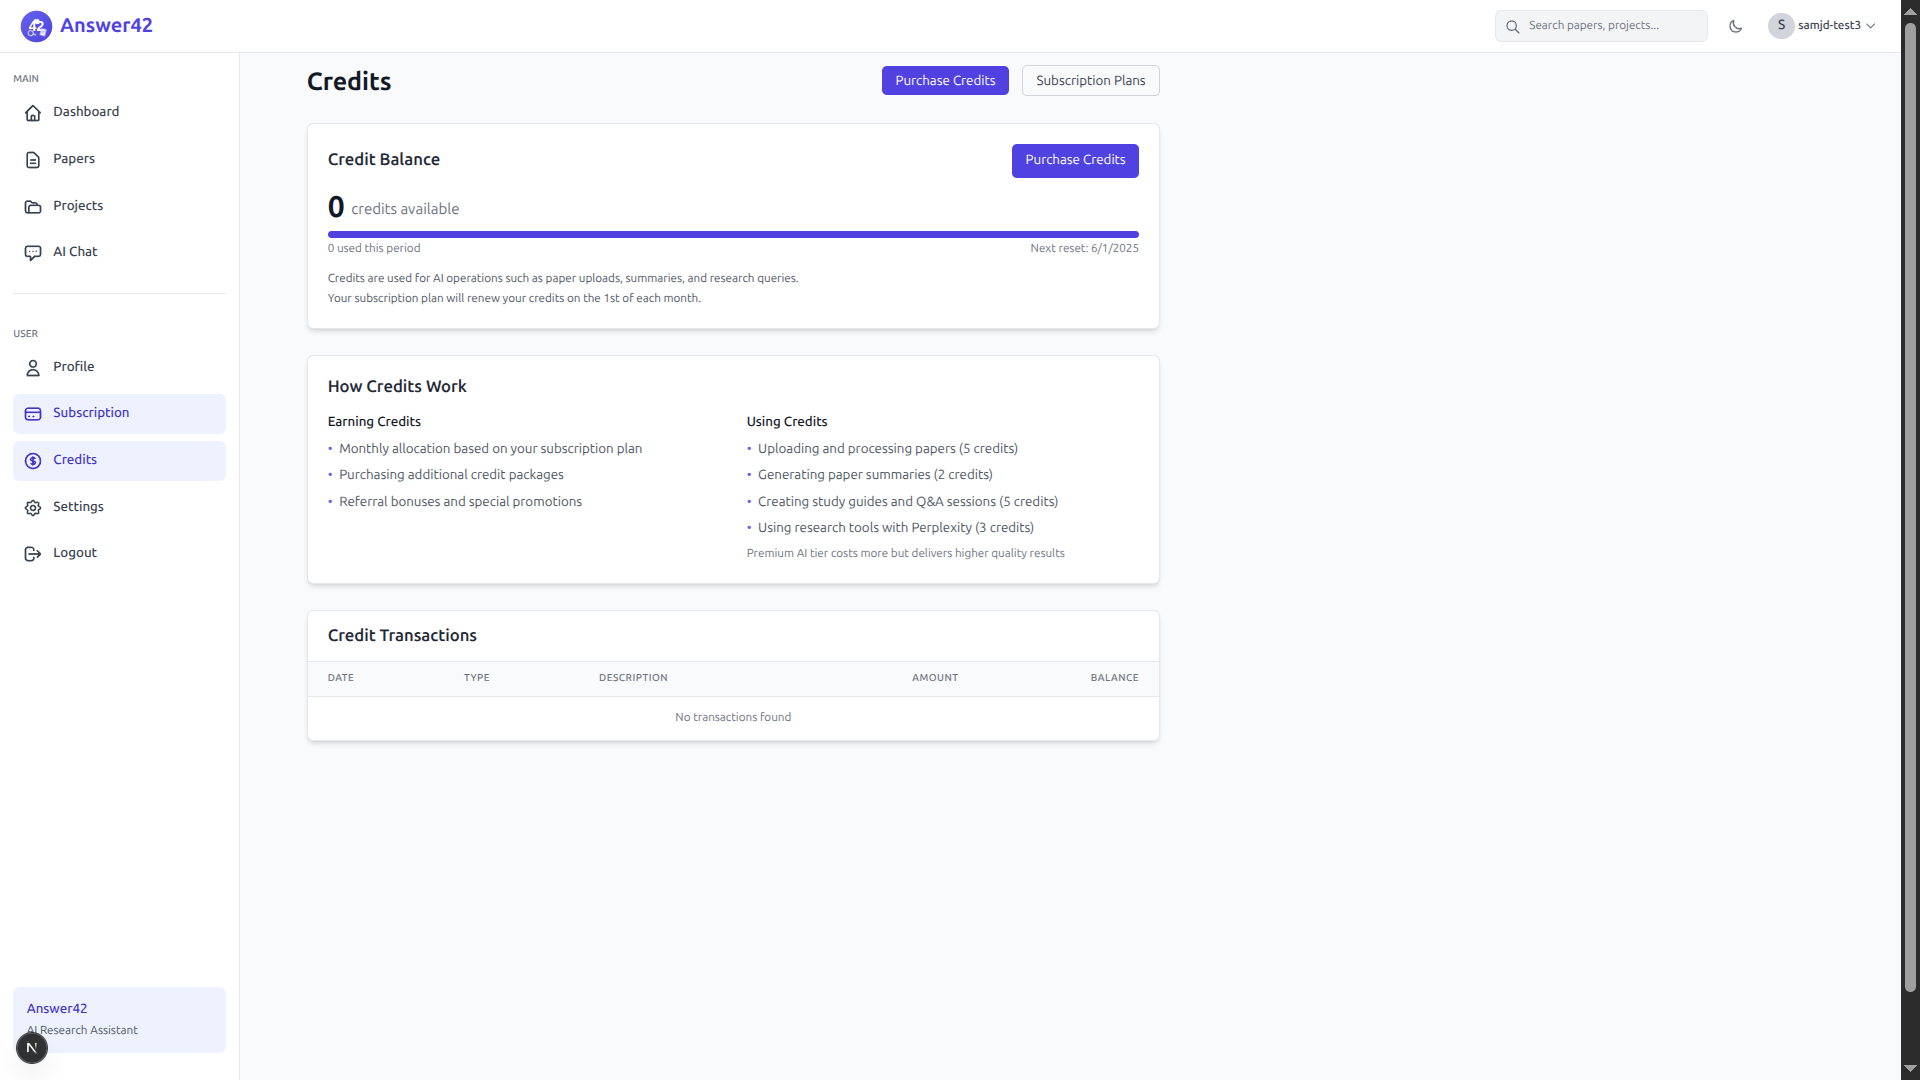 42
Answer42
Search papers, projects...
S
samjd-test3
MAIN
Dashboard
Papers
Projects
AI Chat
USER
Profile
Subscription
Credits
Settings
Logout
Answer42
AI Research Assistant
N
Credits
Purchase Credits
Subscription Plans
Credit Balance
Purchase Credits
0 credits available
0 used this period
Next reset: 6/1/2025
Credits are used for AI operations such as paper uploads, summaries, and research queries.
Your subscription plan will renew your credits on the 1st of each month.
How Credits Work
Earning Credits
• Monthly allocation based on your subscription plan
• Purchasing additional credit packages
• Referral bonuses and special promotions
Using Credits
• Uploading and processing papers (5 credits)
• Generating paper summaries (2 credits)
• Creating study guides and Q&A sessions (5 credits)
• Using research tools with Perplexity (3 credits)
Premium AI tier costs more but delivers higher quality results
Credit Transactions
DATE TYPE DESCRIPTION AMOUNT BALANCE
No transactions found